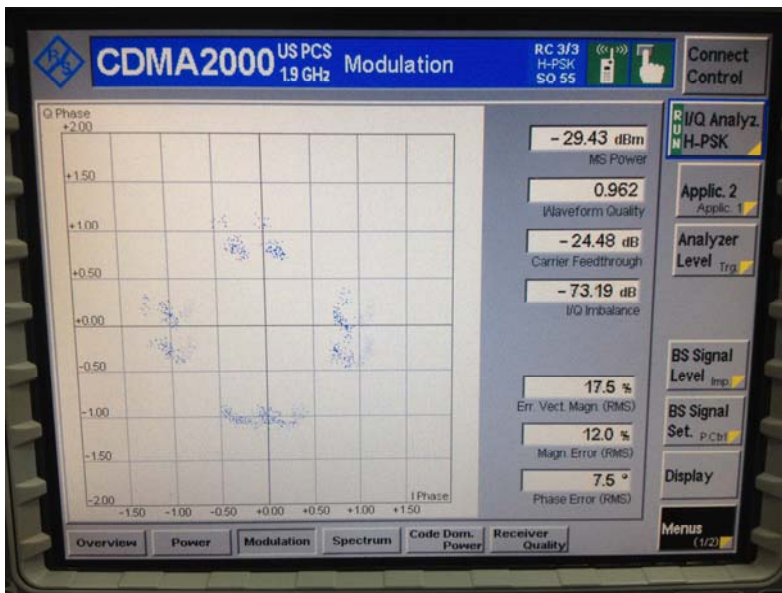 R&S
CDMA2000 US PCS 1.9 GHz Modulation
RC 3/3
H-PSK
SO 55
Connect
Control
Q Phase
+2.00
+1.50
+1.00
+0.50
+0.00
-0.50
-1.00
-1.50
-2.00
-1.50 -1.00 -0.50 +0.00 +0.50 +1.00 +1.50
I Phase
- 29.43 dBm
MS Power
0.962
Waveform Quality
- 24.48 dB
Carrier Feedthrough
- 73.19 dB
I/Q Imbalance
17.5 %
Err. Vect. Magn. (RMS)
12.0 %
Magn. Error (RMS)
7.5 °
Phase Error (RMS)
RUN
I/Q Analyz.
H-PSK
Applic. 2
Applic. 1
Analyzer
Level Trg.
BS Signal
Level Imp.
BS Signal
Set. P.Ctrl
Display
Menus
(1/2)
Overview
Power
Modulation
Spectrum
Code Dom.
Power
Receiver
Quality